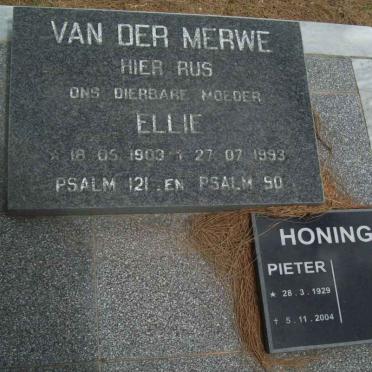 VAN DER MERWE
HIER RUS
ONS DIERBARE MOEDER
ELLIE
* 18 05 1903 † 27 07 1993
PSALM 121 EN PSALM 90
HONING
PIETER
* 28.3.1929
† 5.11.2004